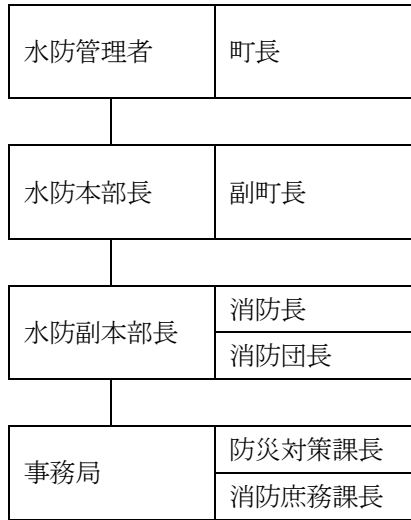 水防管理者
町長
水防本部長
副町長
水防副本部長
消防長
消防団長
事務局
防災対策課長
消防庶務課長